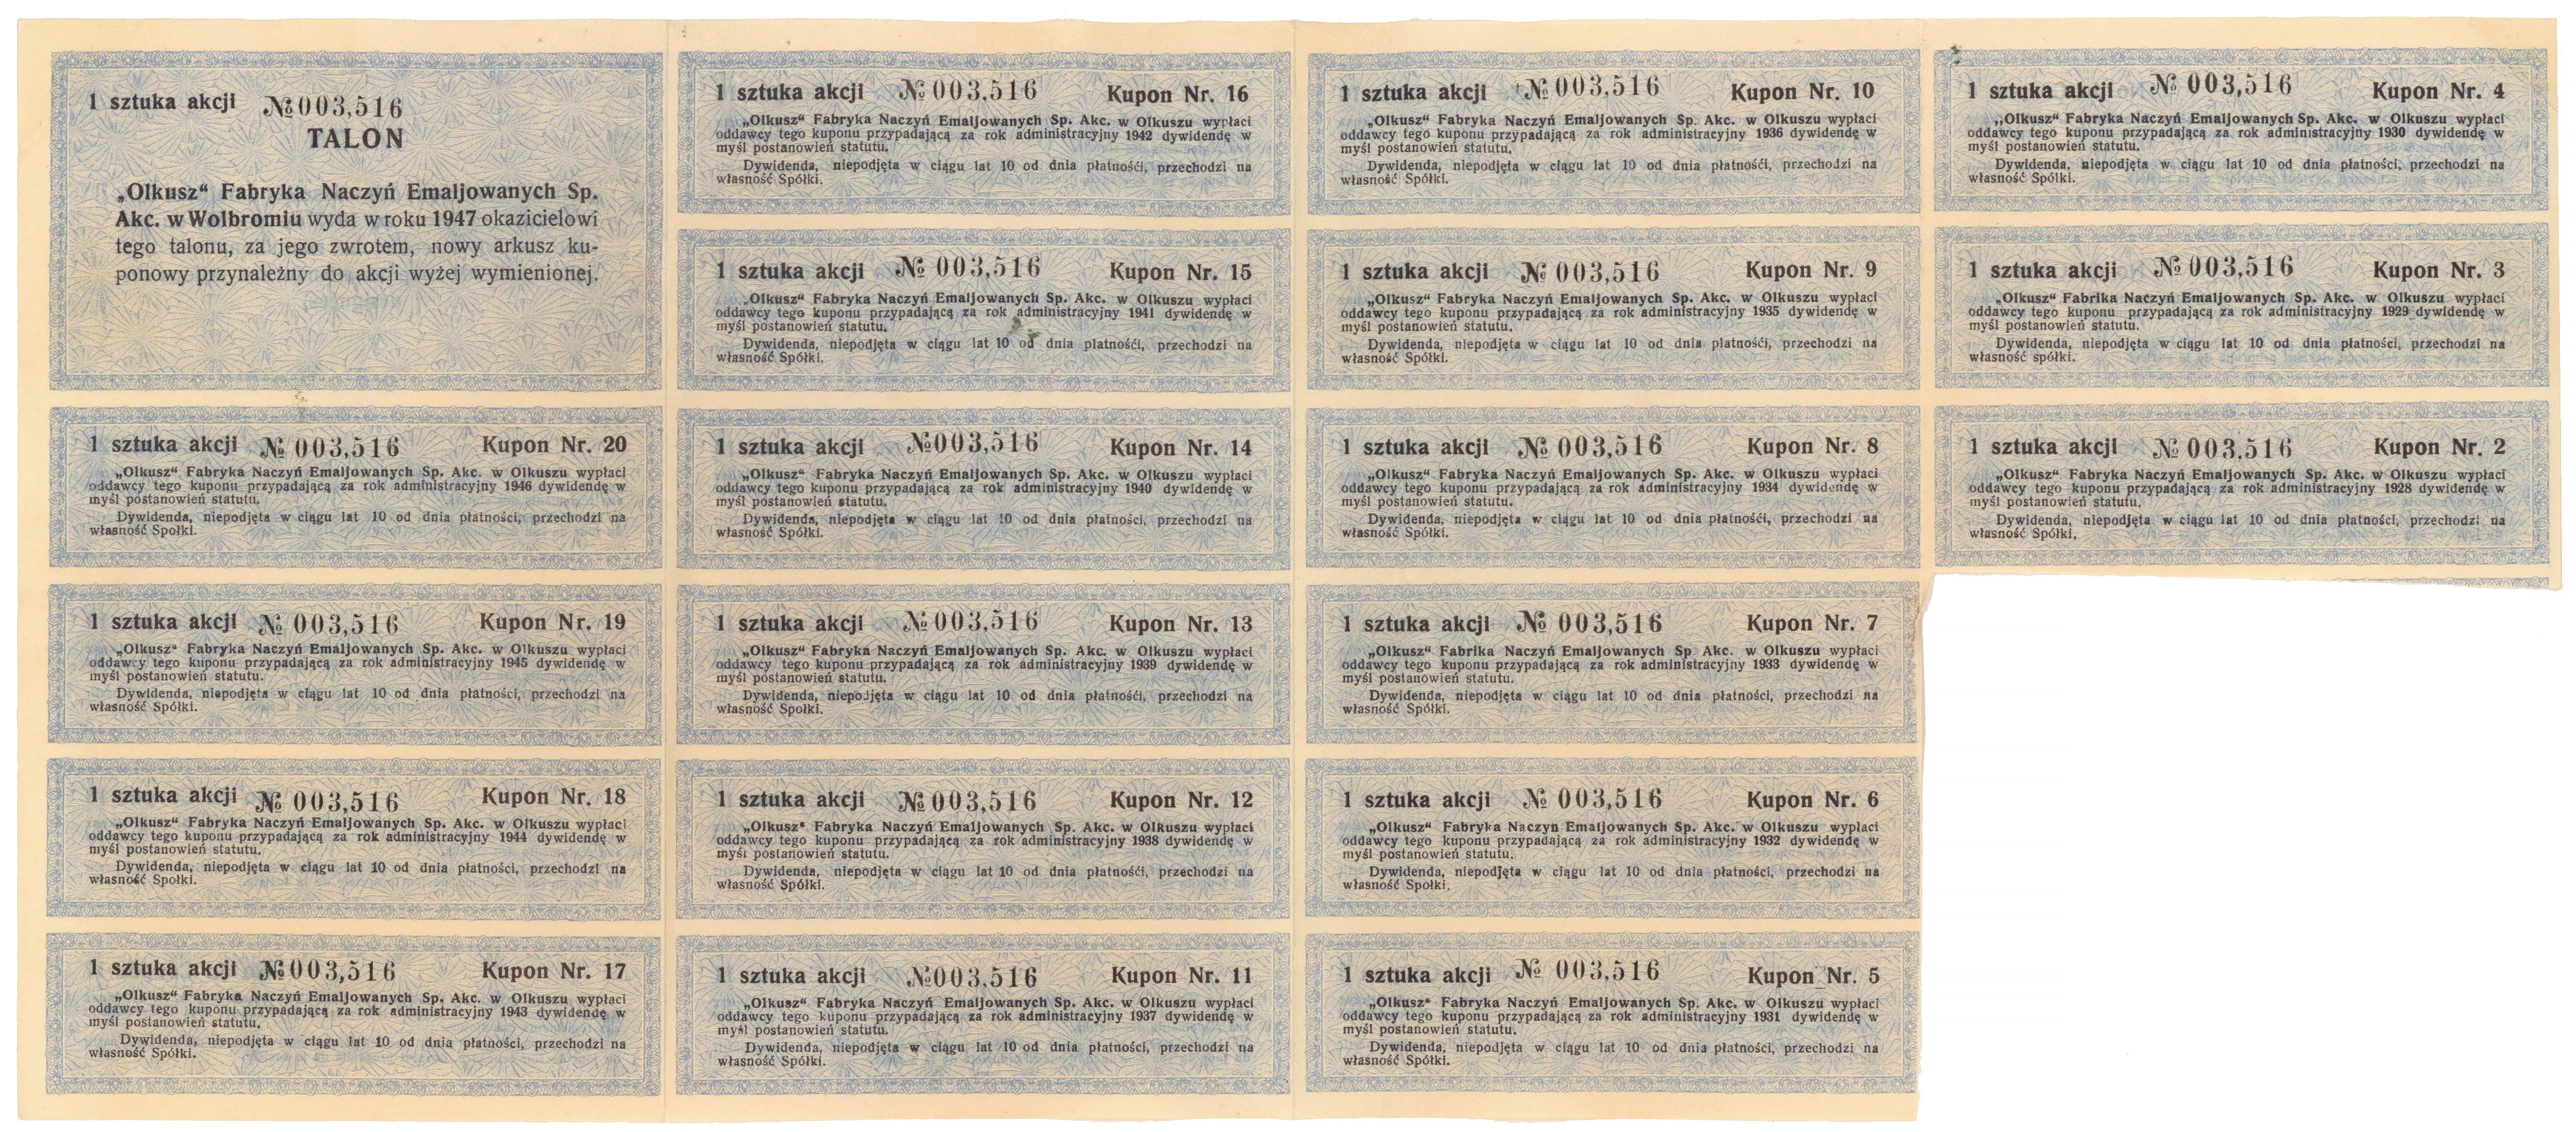 1 sztuka akcji №003,516
TALON
„Olkusz“ Fabryka Naczyń Emaljowanych Sp.
Akc. w Wolbromiu wyda w roku 1947 okazicielowi
tego talonu, za jego zwrotem, nowy arkusz ku-
ponowy przynależny do akcji wyżej wymienionej.
1 sztuka akcji № 003,516 Kupon Nr. 20
„Olkusz“ Fabryka Naczyń Emaljowanych Sp. Akc. w Olkuszu wypłaci
oddawcy tego kuponu przypadającą za rok administracyjny 1946 dywidendę w
myśl postanowień statutu.
Dywidenda, niepodjęta w ciągu lat 10 od dnia płatności, przechodzi na
własność Spółki.
1 sztuka akcji № 003,516 Kupon Nr. 19
„Olkusz“ Fabryka Naczyń Emaljowanych Sp. Akc. w Olkuszu wypłaci
oddawcy tego kuponu przypadającą za rok administracyjny 1945 dywidendę w
myśl postanowień statutu.
Dywidenda, niepodjęta w ciągu lat 10 od dnia płatności, przechodzi na
własność Spółki.
1 sztuka akcji № 003,516 Kupon Nr. 18
„Olkusz“ Fabryka Naczyń Emaljowanych Sp. Akc. w Olkuszu wypłaci
oddawcy tego kuponu przypadającą za rok administracyjny 1944 dywidendę w
myśl postanowień statutu.
Dywidenda, niepodjęta w ciągu lat 10 od dnia płatności, przechodzi na
własność Spółki.
1 sztuka akcji №003,516 Kupon Nr. 17
„Olkusz“ Fabryka Naczyń Emaljowanych Sp. Akc. w Olkuszu wypłaci
oddawcy tego kuponu przypadającą za rok administracyjny 1943 dywidendę w
myśl postanowień statutu.
Dywidenda, niepodjęta w ciągu lat 10 od dnia płatności, przechodzi na
własność Spółki.
1 sztuka akcji №003,516 Kupon Nr. 16
„Olkusz“ Fabryka Naczyń Emaljowanych Sp. Akc. w Olkuszu wypłaci
oddawcy tego kuponu przypadającą za rok administracyjny 1942 dywidendę w
myśl postanowień statutu.
Dywidenda, niepodjęta w ciągu lat 10 od dnia płatnośći, przechodzi na
własność Spółki.
1 sztuka akcji № 003,516 Kupon Nr. 15
„Olkusz“ Fabryka Naczyń Emaljowanych Sp. Akc. w Olkuszu wypłaci
oddawcy tego kuponu przypadającą za rok administracyjny 1941 dywidendę w
myśl postanowień statutu.
Dywidenda, niepodjęta w ciągu lat 10 od dnia płatnośći, przechodzi na
własność Spółki.
1 sztuka akcji №003,516 Kupon Nr. 14
„Olkusz“ Fabryka Naczyń Emaljowanych Sp. Akc. w Olkuszu wypłaci
oddawcy tego kuponu przypadającą za rok administracyjny 1940 dywidendę w
myśl postanowień statutu.
Dywidenda, niepodjęta w ciągu lat 10 od dnia płatnośći, przechodzi na
własność Spółki.
1 sztuka akcji №003,516 Kupon Nr. 13
„Olkusz“ Fabryka Naczyń Emaljowanych Sp. Akc. w Olkuszu wypłaci
oddawcy tego kuponu przypadającą za rok administracyjny 1939 dywidendę w
myśl postanowień statutu.
Dywidenda, niepodjęta w ciągu lat 10 od dnia płatnośći, przechodzi na
własność Społki.
1 sztuka akcji №003,516 Kupon Nr. 12
„Olkusz“ Fabryka Naczyń Emaljowanych Sp. Akc. w Olkuszu wypłaci
oddawcy tego kuponu przypadającą za rok administracyjny 1938 dywidendę w
myśl postanowień statutu.
Dywidenda, niepodjęta w ciągu lat 10 od dnia płatnośći, przechodzi na
własność Spółki.
1 sztuka akcji №003,516 Kupon Nr. 11
„Olkusz“ Fabryka Naczyń Emaljowanych Sp. Akc. w Olkuszu wypłaci
oddawcy tego kuponu przypadającą za rok administracyjny 1937 dywidendę w
myśl postanowień statutu.
Dywidenda, niepodjęta w ciągu lat 10 od dnia płatności, przechodzi na
własność Spółki.
1 sztuka akcji № 003,516 Kupon Nr. 10
„Olkusz“ Fabryka Naczyń Emaljowanych Sp. Akc. w Olkuszu wypłaci
oddawcy tego kuponu przypadającą za rok administracyjny 1936 dywidendę w
myśl postanowień statutu.
Dywidenda, niepodjęta w ciągu lat 10 od dnia płatnośći, przechodzi na
własność Spółki.
1 sztuka akcji № 003,516 Kupon Nr. 9
„Olkusz“ Fabryka Naczyń Emaljowanych Sp. Akc. w Olkuszu wypłaci
oddawcy tego kuponu przypadającą za rok administracyjny 1935 dywidendę w
myśl postanowień statutu.
Dywidenda, niepodjęta w ciągu lat 10 od dnia płatnośći, przechodzi na
własność Spółki.
1 sztuka akcji № 003,516 Kupon Nr. 8
„Olkusz“ Fabryka Naczyń Emaljowanych Sp. Akc. w Olkuszu wypłaci
oddawcy tego kuponu przypadającą za rok administracyjny 1934 dywidendę w
myśl postanowień statutu.
Dywidenda, niepodjęta w ciągu lat 10 od dnia płatnośći, przechodzi na
własność Spółki.
1 sztuka akcji № 003,516 Kupon Nr. 7
„Olkusz“ Fabrika Naczyń Emaljowanych Sp. Akc. w Olkuszu wypłaci
oddawcy tego kuponu przypadającą za rok administracyjny 1933 dywidendę w
myśl postanowień statutu.
Dywidenda, niepodjęta w ciągu lat 10 od dnia płatności, przechodzi na
własność Spółki.
1 sztuka akcji № 003,516 Kupon Nr. 6
„Olkusz“ Fabryka Naczyń Emaljowanych Sp. Akc. w Olkuszu wypłaci
oddawcy tego kuponu przypadającą za rok administracyjny 1932 dywidendę w
myśl postanowień statutu.
Dywidenda, niepodjęta w ciągu lat 10 od dnia płatności, przechodzi na
własność Spółki.
1 sztuka akcji № 003,516 Kupon Nr. 5
„Olkusz“ Fabryka Naczyń Emaljowanych Sp. Akc. w Olkuszu wypłaci
oddawcy tego kuponu przypadającą za rok administracyjny 1931 dywidendę w
myśl postanowień statutu.
Dywidenda, niepodjęta w ciągu lat 10 od dnia płatności, przechodzi na
własność Spółki.
1 sztuka akcji № 003,516 Kupon Nr. 4
„Olkusz“ Fabryka Naczyń Emaljowanych Sp. Akc. w Olkuszu wypłaci
oddawcy tego kuponu przypadającą za rok administracyjny 1930 dywidendę w
myśl postanowień statutu.
Dywidenda, niepodjęta w ciągu lat 10 od dnia płatności, przechodzi na
własność Spółki.
1 sztuka akcji №003,516 Kupon Nr. 3
„Olkusz“ Fabrika Naczyń Emaljowanych Sp. Akc. w Olkuszu wypłaci
oddawcy tego kuponu przypadającą za rok administracyjny 1929 dywidendę w
myśl postanowień statutu.
Dywidenda, niepodjęta w ciągu lat 10 od dnia płatności, przechodzi na
własność spółki.
1 sztuka akcji № 003,516 Kupon Nr. 2
„Olkusz“ Fabryka Naczyń Emaljowanych Sp. Akc. w Olkuszu wypłaci
oddawcy tego kuponu przypadającą za rok administracyjny 1928 dywidendę w
myśl postanowień statutu.
Dywidenda, niepodjęta w ciągu lat 10 od dnia płatności, przechodzi na
własność Spółki.